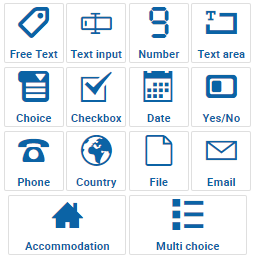 Free Text
Text input
Number
Text area
Choice
Checkbox
Date
Yes/No
Phone
Country
File
Email
Accommodation
Multi choice